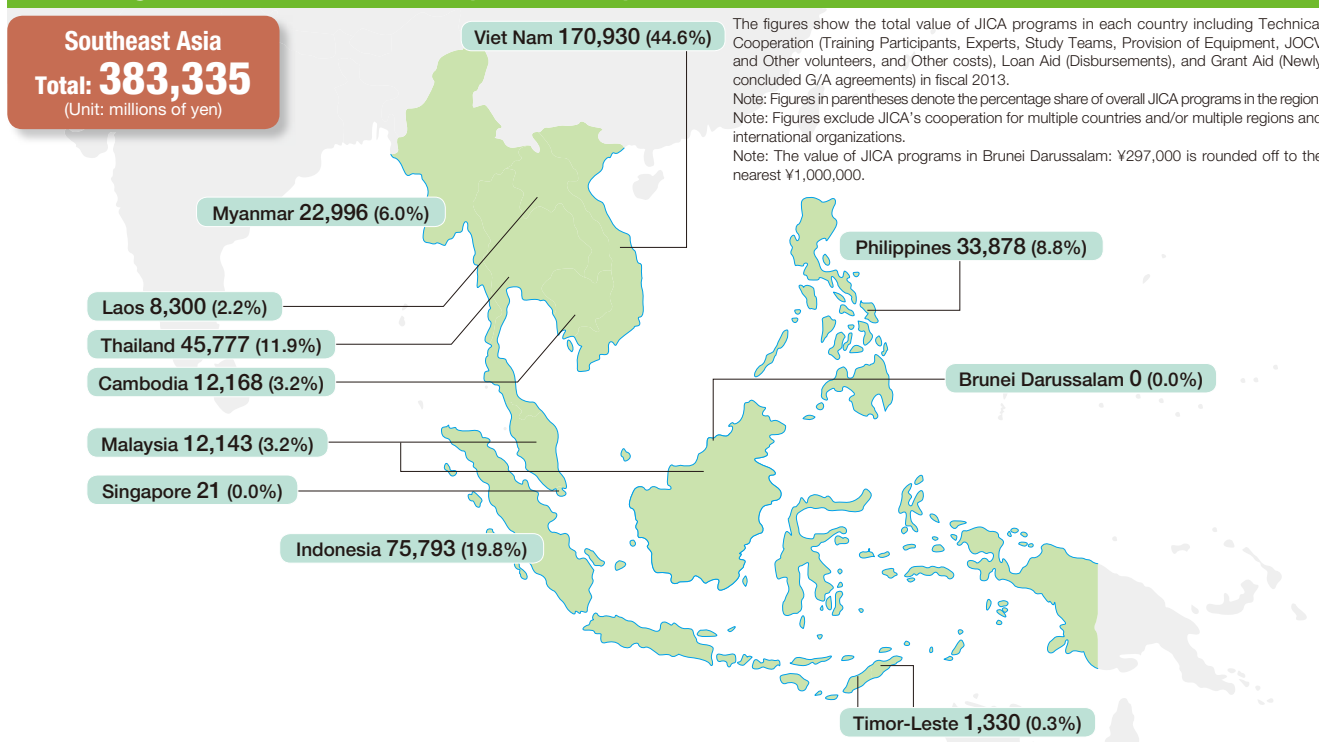 Southeast Asia
Total: 383,335
(Unit: millions of yen)
The figures show the total value of JICA programs in each country including Technical
Cooperation (Training Participants, Experts, Study Teams, Provision of Equipment, JOCV
and Other volunteers, and Other costs), Loan Aid (Disbursements), and Grant Aid (Newly
concluded G/A agreements) in fiscal 2013.
Note: Figures in parentheses denote the percentage share of overall JICA programs in the region
Note: Figures exclude JICA's cooperation for multiple countries and/or multiple regions and
international organizations.
Note: The value of JICA programs in Brunei Darussalam: ¥297,000 is rounded off to the
nearest ¥1,000,000.
Viet Nam 170,930 (44.6%)
Myanmar 22,996 (6.0%)
Philippines 33,878 (8.8%)
Laos 8,300 (2.2%)
Thailand 45,777 (11.9%)
Cambodia 12,168 (3.2%)
Brunei Darussalam 0 (0.0%)
Malaysia 12,143 (3.2%)
Singapore 21 (0.0%)
Indonesia 75,793 (19.8%)
Timor-Leste 1,330 (0.3%)